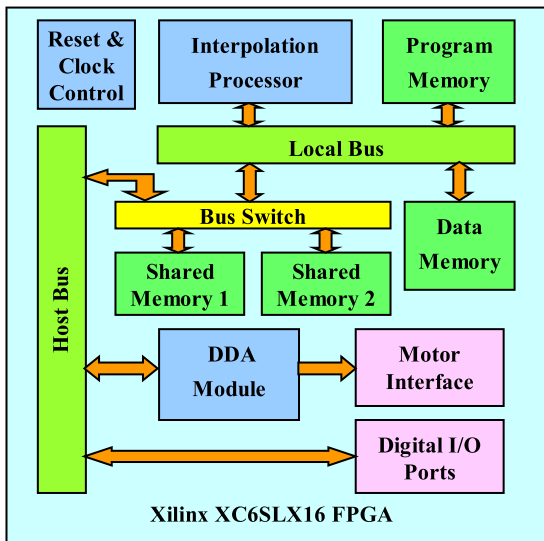 Reset &
Clock
Control
Interpolation
Processor
Program
Memory
Local Bus
Bus Switch
Shared
Memory 1
Shared
Memory 2
Data
Memory
Host Bus
DDA
Module
Motor
Interface
Digital I/O
Ports
Xilinx XC6SLX16 FPGA